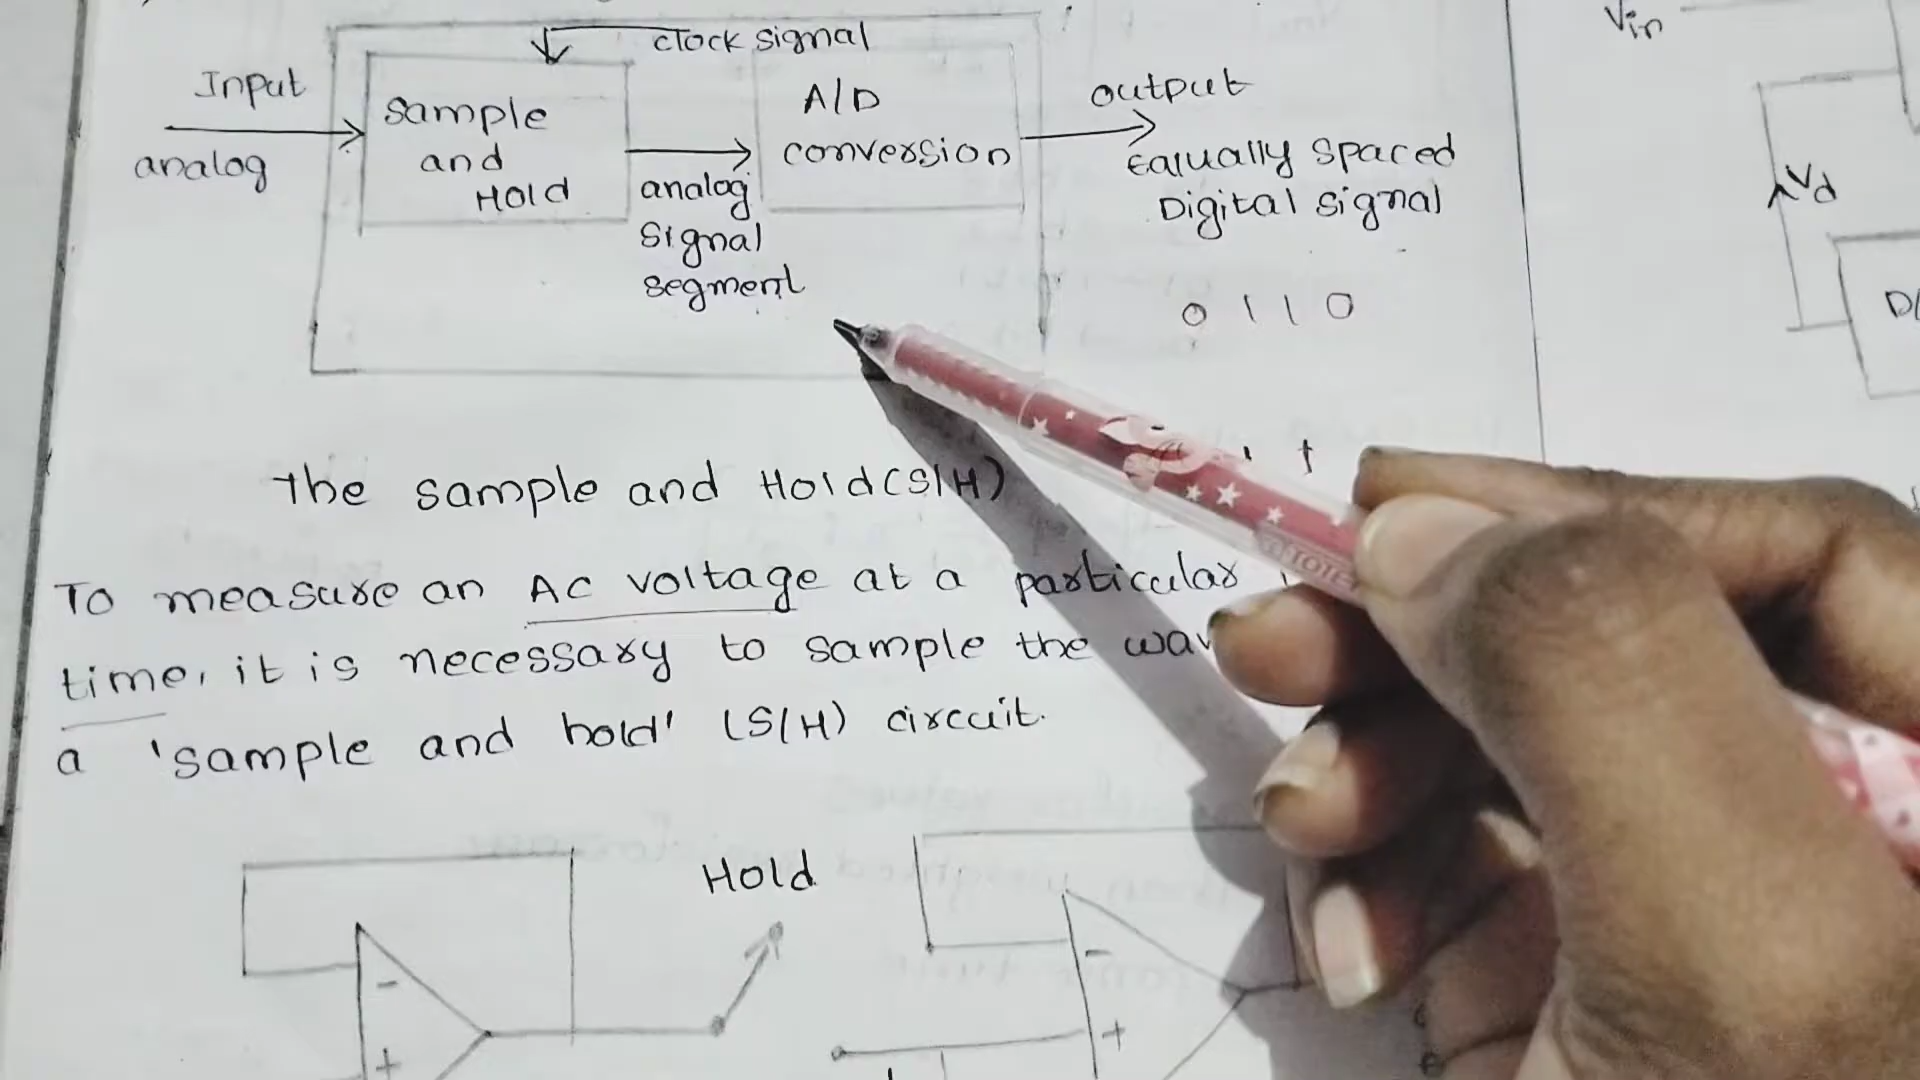 clock signal
Input
analog
Sample
and
Hold
analog
signal
segment
A/D
conversion
output
Equally spaced
Digital signal
0 1 1 0
Vin
Vd
The sample and Hold (S/H)
To measure an AC voltage at a particular
time, it is necessary to sample the
a 'sample and hold' (S/H) circuit.
Hold
-
+
-
+